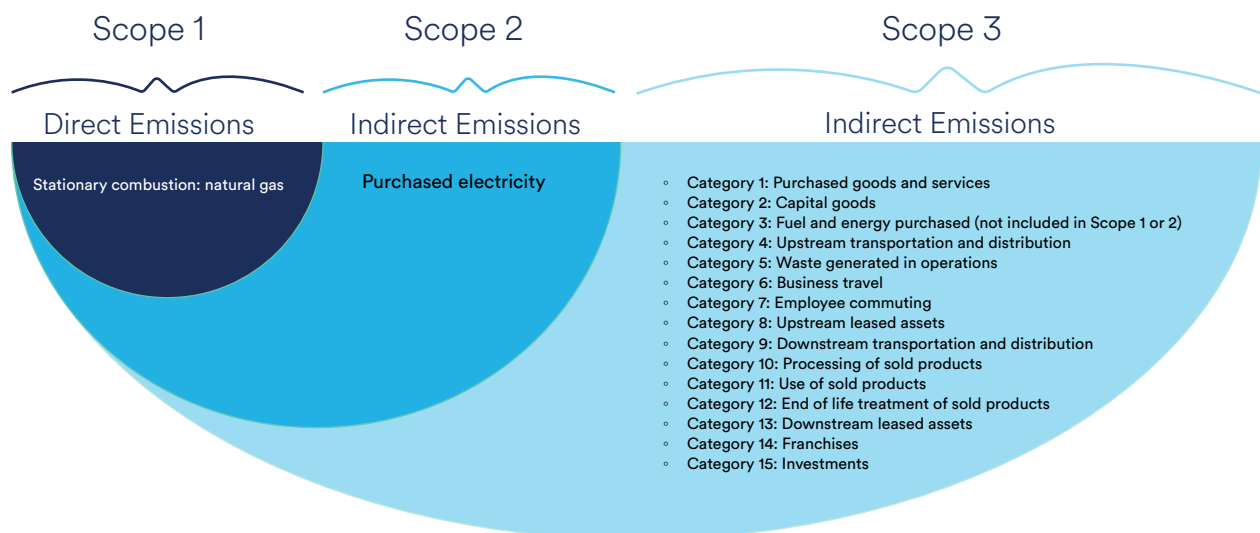 Scope 1
Scope 2
Scope 3
Direct Emissions
Indirect Emissions
Indirect Emissions
Stationary combustion: natural gas
Purchased electricity
◦ Category 1: Purchased goods and services
◦ Category 2: Capital goods
◦ Category 3: Fuel and energy purchased (not included in Scope 1 or 2)
◦ Category 4: Upstream transportation and distribution
◦ Category 5: Waste generated in operations
◦ Category 6: Business travel
◦ Category 7: Employee commuting
◦ Category 8: Upstream leased assets
◦ Category 9: Downstream transportation and distribution
◦ Category 10: Processing of sold products
◦ Category 11: Use of sold products
◦ Category 12: End of life treatment of sold products
◦ Category 13: Downstream leased assets
◦ Category 14: Franchises
◦ Category 15: Investments